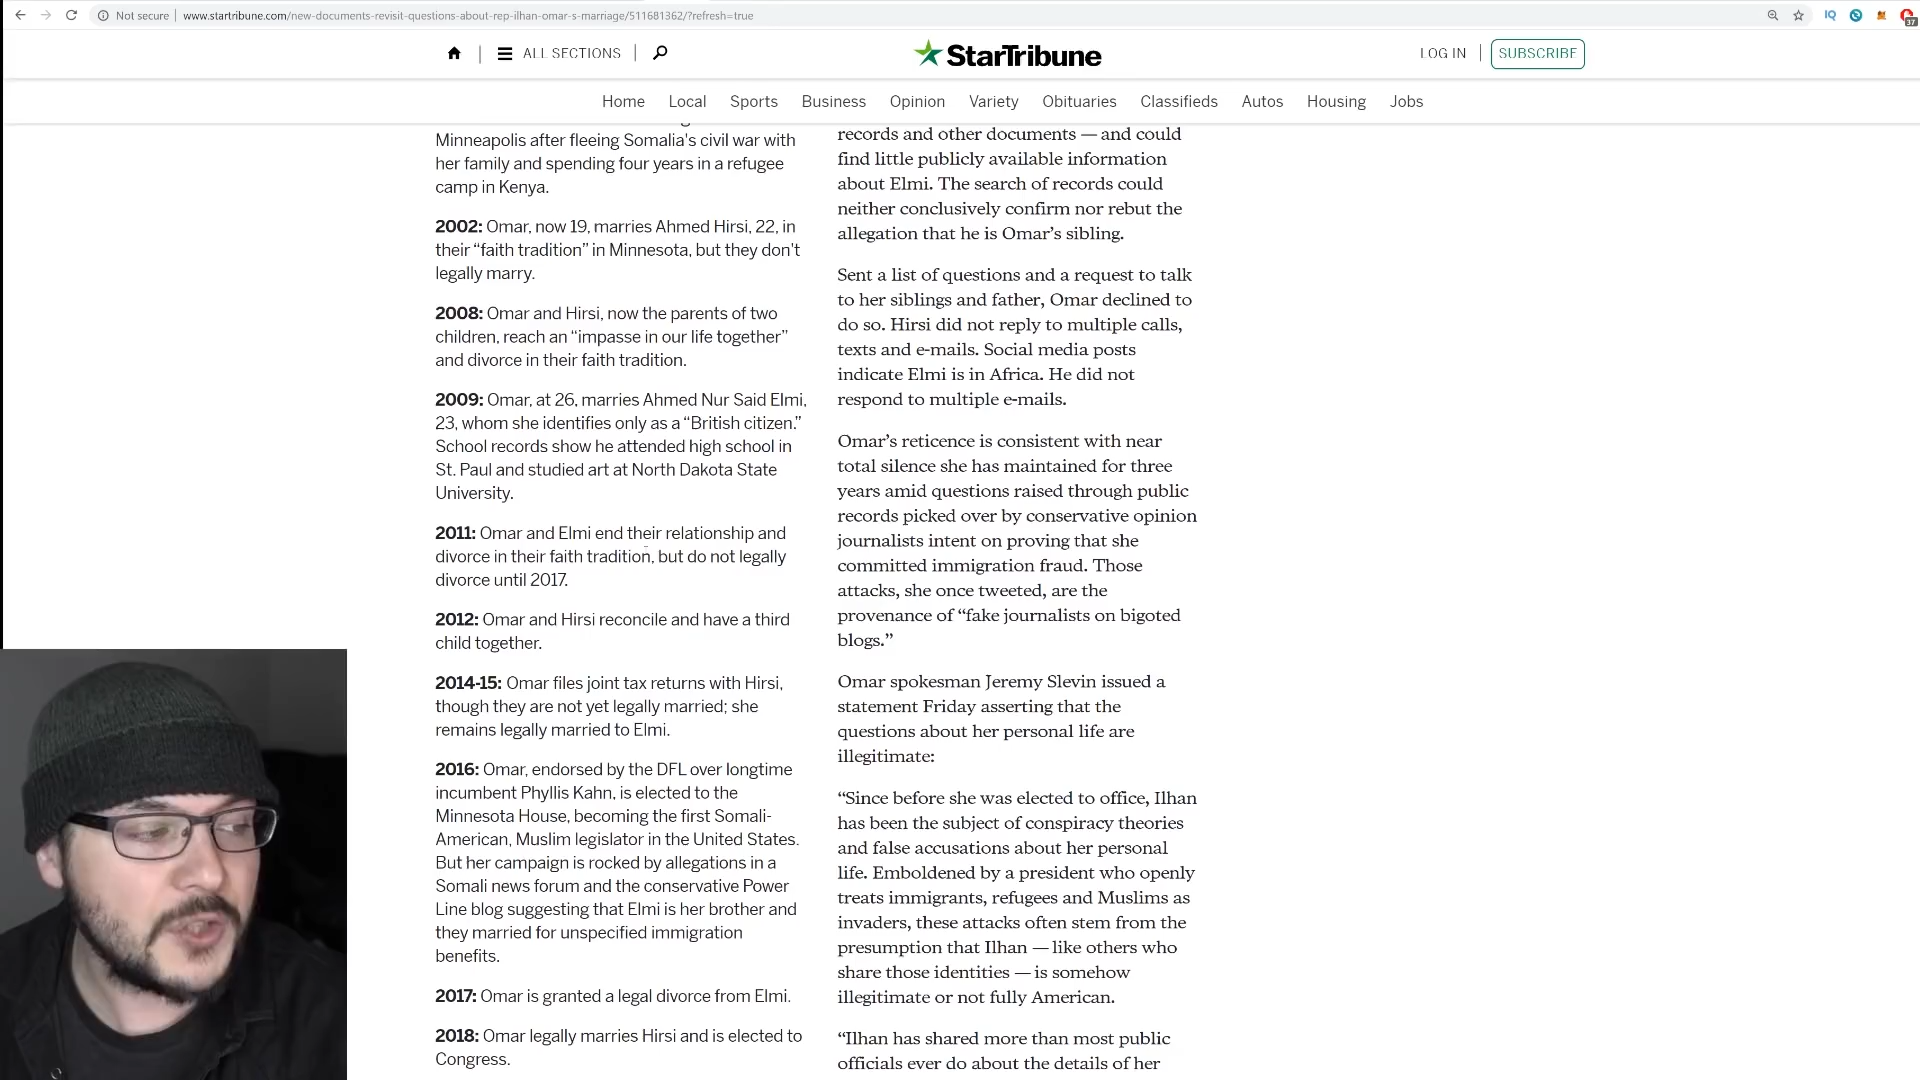 Not secure | www.startribune.com/new-documents-revisit-questions-about-rep-ilhan-omar-s-marriage/511681362/?refresh=true
IQ
37
ALL SECTIONS
StarTribune
LOG IN
SUBSCRIBE
Home Local Sports Business Opinion Variety Obituaries Classifieds Autos Housing Jobs
Minneapolis after fleeing Somalia's civil war with
her family and spending four years in a refugee
camp in Kenya.
2002: Omar, now 19, marries Ahmed Hirsi, 22, in
their “faith tradition” in Minnesota, but they don't
legally marry.
2008: Omar and Hirsi, now the parents of two
children, reach an “impasse in our life together”
and divorce in their faith tradition.
2009: Omar, at 26, marries Ahmed Nur Said Elmi,
23, whom she identifies only as a “British citizen.”
School records show he attended high school in
St. Paul and studied art at North Dakota State
University.
2011: Omar and Elmi end their relationship and
divorce in their faith tradition, but do not legally
divorce until 2017.
2012: Omar and Hirsi reconcile and have a third
child together.
2014-15: Omar files joint tax returns with Hirsi,
though they are not yet legally married; she
remains legally married to Elmi.
2016: Omar, endorsed by the DFL over longtime
incumbent Phyllis Kahn, is elected to the
Minnesota House, becoming the first Somali-
American, Muslim legislator in the United States.
But her campaign is rocked by allegations in a
Somali news forum and the conservative Power
Line blog suggesting that Elmi is her brother and
they married for unspecified immigration
benefits.
2017: Omar is granted a legal divorce from Elmi.
2018: Omar legally marries Hirsi and is elected to
Congress.
records and other documents — and could
find little publicly available information
about Elmi. The search of records could
neither conclusively confirm nor rebut the
allegation that he is Omar’s sibling.
Sent a list of questions and a request to talk
to her siblings and father, Omar declined to
do so. Hirsi did not reply to multiple calls,
texts and e-mails. Social media posts
indicate Elmi is in Africa. He did not
respond to multiple e-mails.
Omar’s reticence is consistent with near
total silence she has maintained for three
years amid questions raised through public
records picked over by conservative opinion
journalists intent on proving that she
committed immigration fraud. Those
attacks, she once tweeted, are the
provenance of “fake journalists on bigoted
blogs.”
Omar spokesman Jeremy Slevin issued a
statement Friday asserting that the
questions about her personal life are
illegitimate:
“Since before she was elected to office, Ilhan
has been the subject of conspiracy theories
and false accusations about her personal
life. Emboldened by a president who openly
treats immigrants, refugees and Muslims as
invaders, these attacks often stem from the
presumption that Ilhan — like others who
share those identities — is somehow
illegitimate or not fully American.
“Ilhan has shared more than most public
officials ever do about the details of her